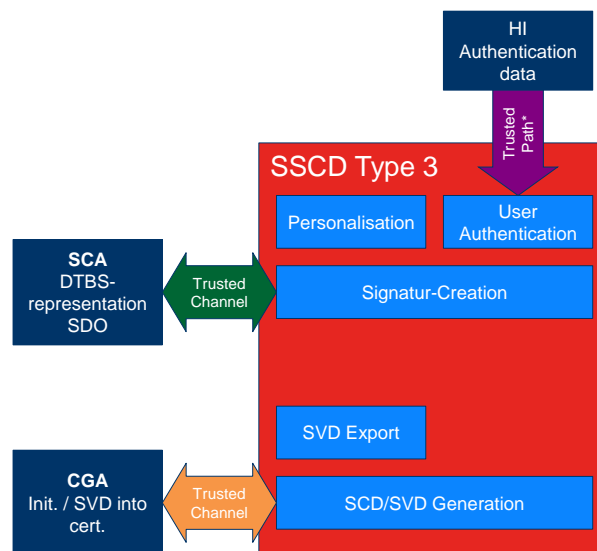 HI
Authentication
data
Trusted
Path*
SSCD Type 3
Personalisation
User
Authentication
SCA
DTBS-
representation
SDO
Trusted
Channel
Signatur-Creation
SVD Export
CGA
Init. / SVD into
cert.
Trusted
Channel
SCD/SVD Generation